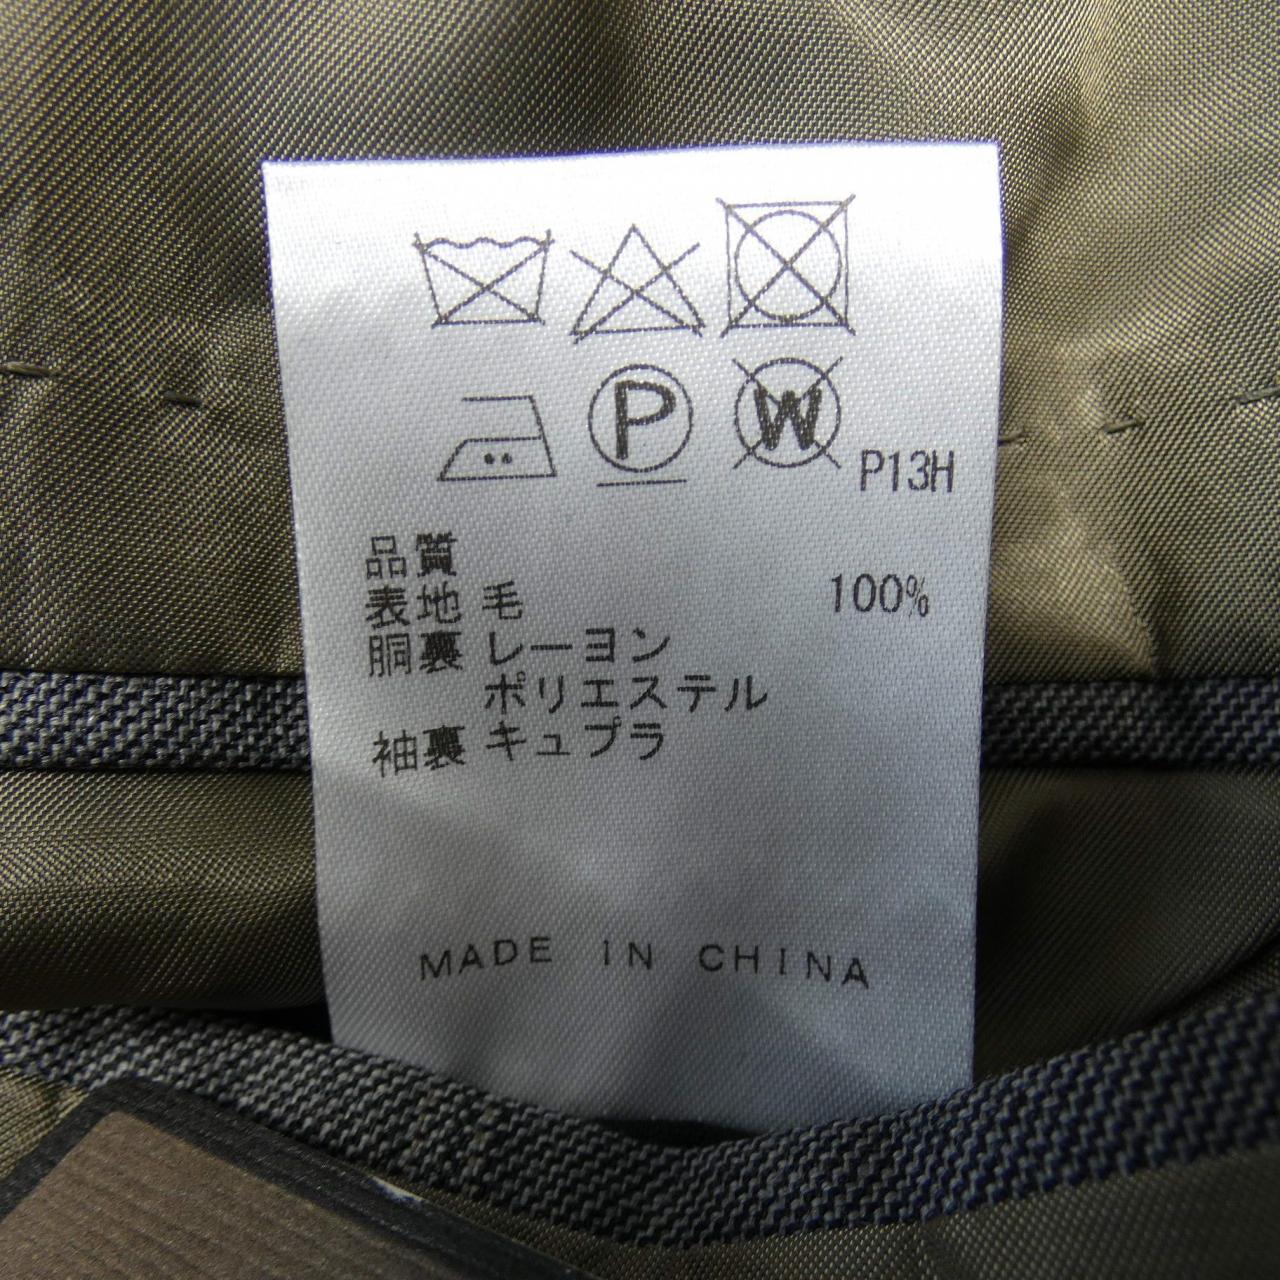 P W P13H
品質
表地 毛 100%
胴裏 レーヨン
ポリエステル
袖裏 キュプラ
MADE IN CHINA